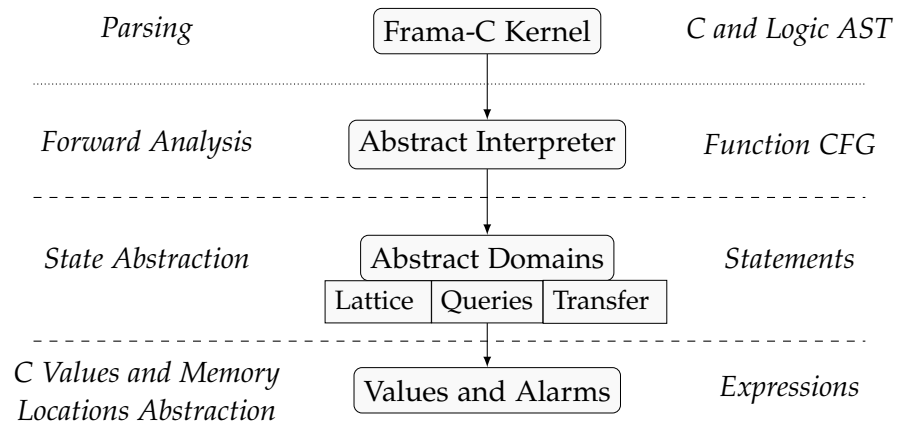 Parsing
Frama-C Kernel
C and Logic AST
Forward Analysis
Abstract Interpreter
Function CFG
State Abstraction
Abstract Domains
Statements
Lattice
Queries
Transfer
C Values and Memory
Locations Abstraction
Values and Alarms
Expressions